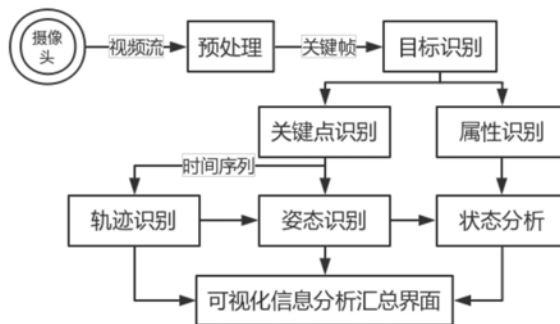 摄像
头
视频流
预处理
关键帧
目标识别
关键点识别
属性识别
时间序列
轨迹识别
姿态识别
状态分析
可视化信息分析汇总界面